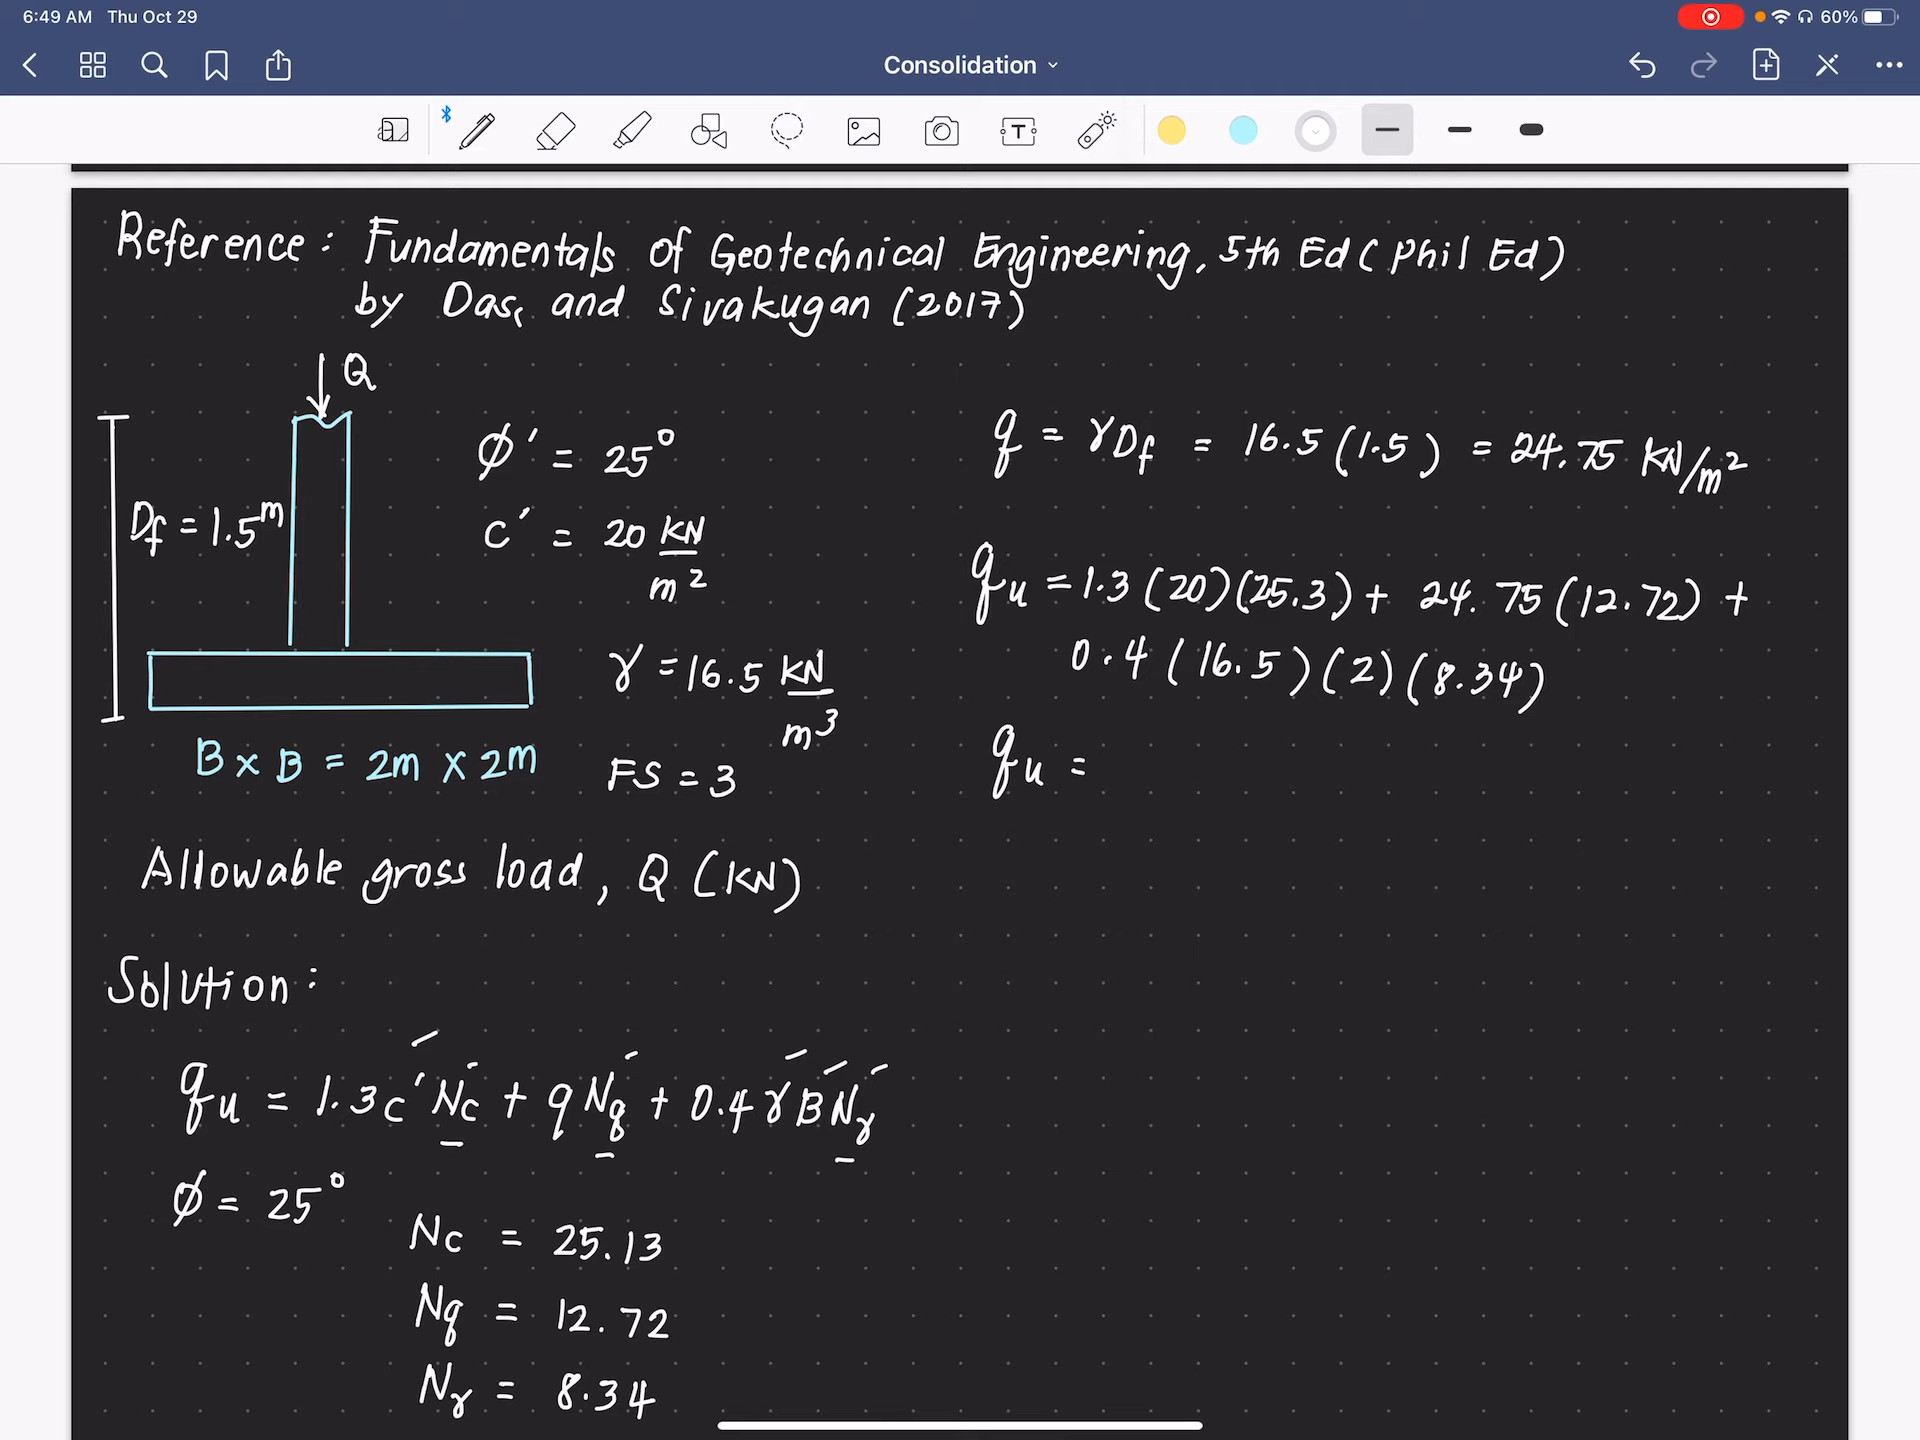 6:49 AM Thu Oct 29
60%
Consolidation
Reference: Fundamentals of Geotechnical Engineering, 5th Ed (Phil Ed)
by Das, and Sivakugan (2017)
Q
Df = 1.5m
B x B = 2m x 2m
ϕ' = 25°
c' = 20 KN/m²
γ = 16.5 KN/m³
FS = 3
Allowable gross load, Q (KN)
Solution:
qu = 1.3c'Nc + qNq + 0.4γBNγ
ϕ = 25°
Nc = 25.13
Nq = 12.72
Nγ = 8.34
q = γDf = 16.5(1.5) = 24.75 KN/m²
qu = 1.3(20)(25.3) + 24.75(12.72) +
0.4(16.5)(2)(8.34)
qu =